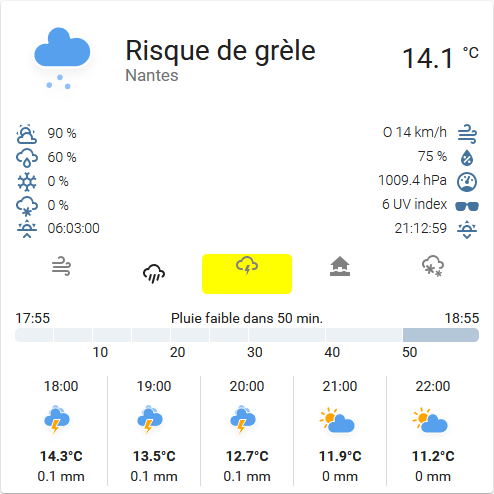 Risque de grèle
Nantes
14.1 °C
90 %
O 14 km/h
60 %
75 %
0 %
1009.4 hPa
0 %
6 UV index
06:03:00
21:12:59
17:55
Pluie faible dans 50 min.
18:55
10 20 30 40 50
18:00 19:00 20:00 21:00 22:00
14.3°C 13.5°C 12.7°C 11.9°C 11.2°C
0.1 mm 0.1 mm 0.1 mm 0 mm 0 mm